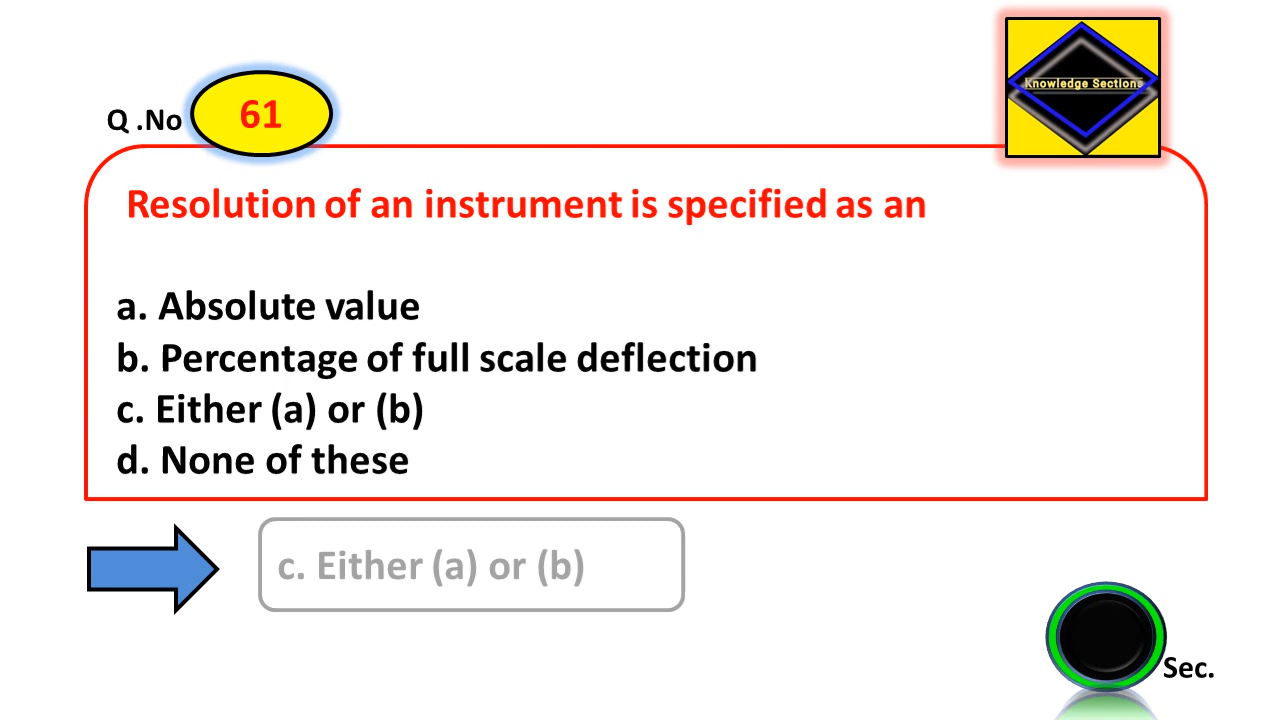 Knowledge Sections
Q .No 61
Resolution of an instrument is specified as an
a. Absolute value
b. Percentage of full scale deflection
c. Either (a) or (b)
d. None of these
c. Either (a) or (b)
Sec.